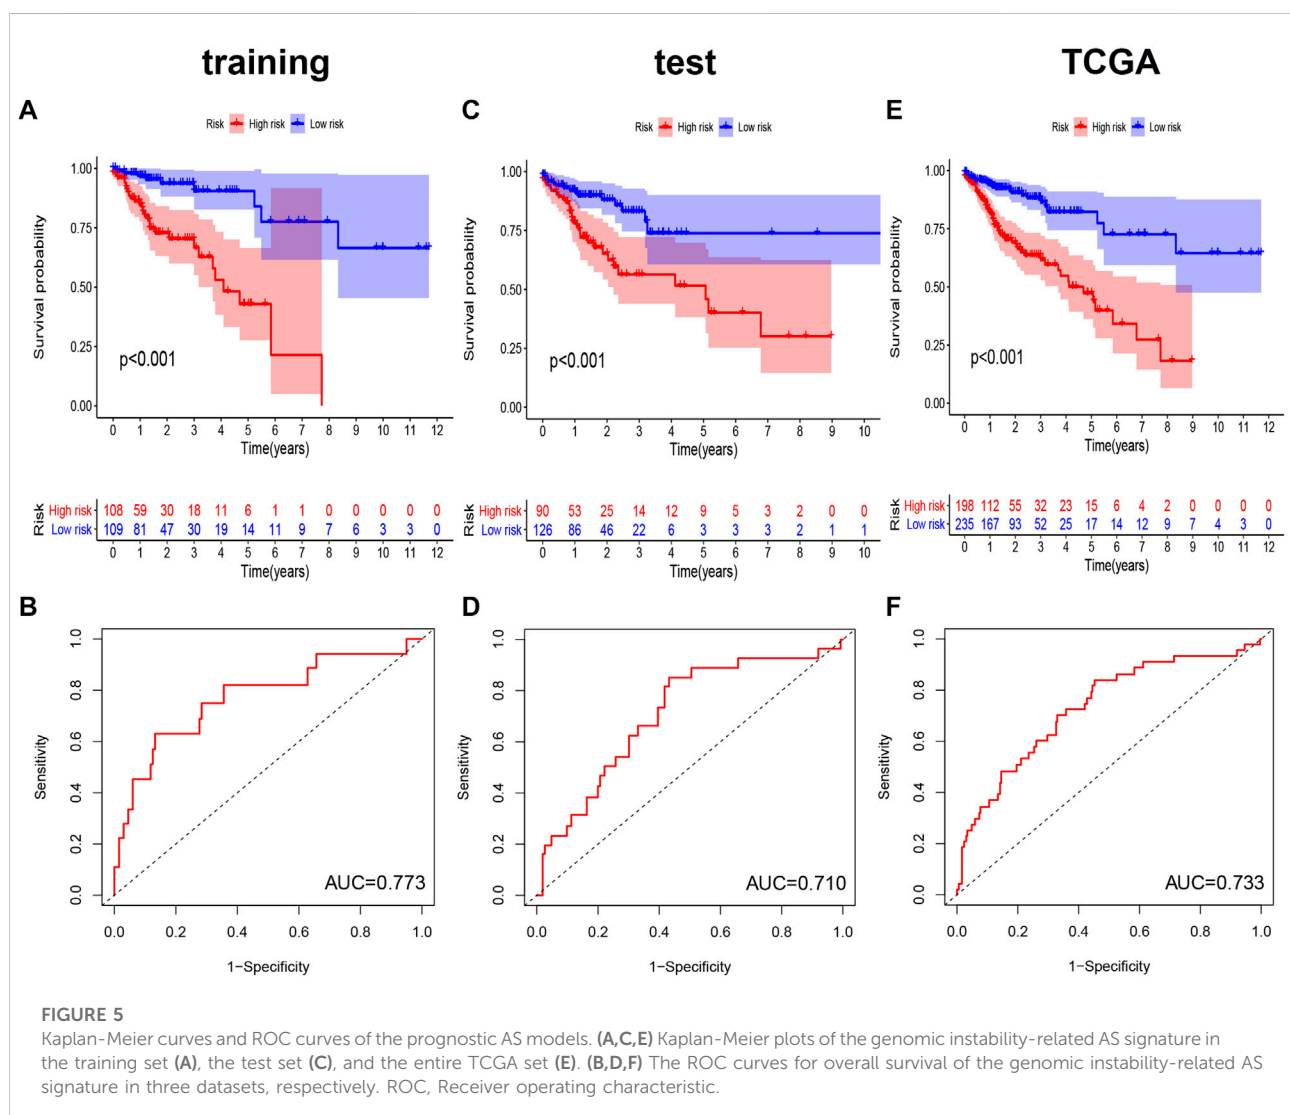 training
test
TCGA
A
Risk High risk Low risk
Survival probability
1.00
0.75
0.50
0.25
0.00
p<0.001
0 1 2 3 4 5 6 7 8 9 10 11 12
Time(years)
Risk
High risk 108 59 30 18 11 6 1 1 0 0 0 0 0
Low risk 109 81 47 30 19 14 11 9 7 6 3 3 0
0 1 2 3 4 5 6 7 8 9 10 11 12
Time(years)
C
Risk High risk Low risk
Survival probability
1.00
0.75
0.50
0.25
0.00
p<0.001
0 1 2 3 4 5 6 7 8 9 10
Time(years)
Risk
High risk 90 53 25 14 12 9 5 3 2 0 0
Low risk 126 86 46 22 6 3 3 3 2 1 1
0 1 2 3 4 5 6 7 8 9 10
Time(years)
E
Risk High risk Low risk
Survival probability
1.00
0.75
0.50
0.25
0.00
p<0.001
0 1 2 3 4 5 6 7 8 9 10 11 12
Time(years)
Risk
High risk 198 112 55 32 23 15 6 4 2 0 0 0 0
Low risk 235 167 93 52 25 17 14 12 9 7 4 3 0
0 1 2 3 4 5 6 7 8 9 10 11 12
Time(years)
B
Sensitivity
1.0
0.8
0.6
0.4
0.2
0.0
AUC=0.773
0.0 0.2 0.4 0.6 0.8 1.0
1−Specificity
D
Sensitivity
1.0
0.8
0.6
0.4
0.2
0.0
AUC=0.710
0.0 0.2 0.4 0.6 0.8 1.0
1−Specificity
F
Sensitivity
1.0
0.8
0.6
0.4
0.2
0.0
AUC=0.733
0.0 0.2 0.4 0.6 0.8 1.0
1−Specificity
FIGURE 5
Kaplan-Meier curves and ROC curves of the prognostic AS models. (A,C,E) Kaplan-Meier plots of the genomic instability-related AS signature in
the training set (A), the test set (C), and the entire TCGA set (E). (B,D,F) The ROC curves for overall survival of the genomic instability-related AS
signature in three datasets, respectively. ROC, Receiver operating characteristic.